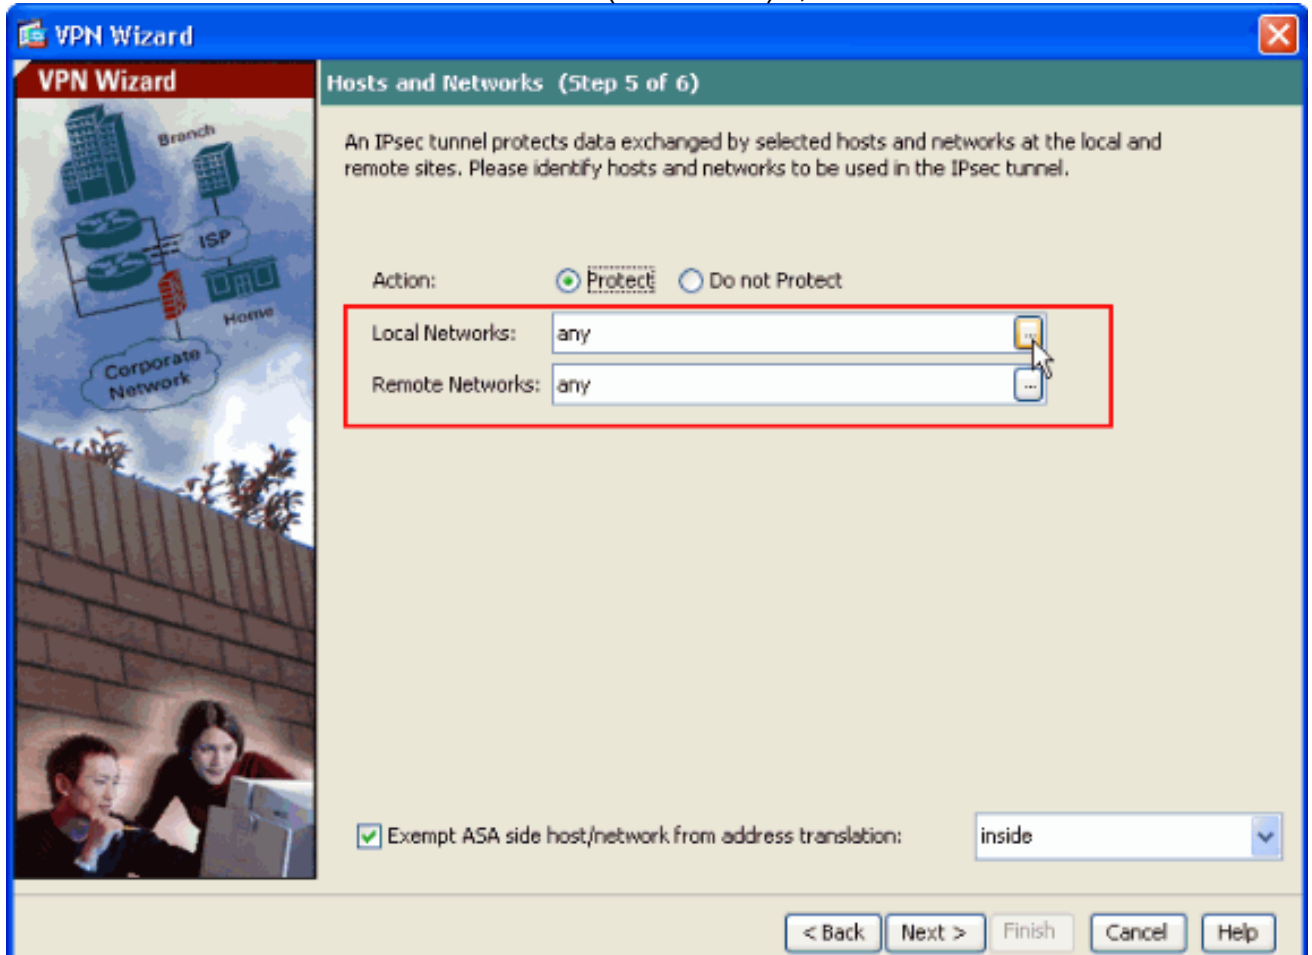 VPN Wizard
VPN Wizard
Branch
ISP
Home
Corporate
Network
Hosts and Networks (Step 5 of 6)
An IPsec tunnel protects data exchanged by selected hosts and networks at the local and
remote sites. Please identify hosts and networks to be used in the IPsec tunnel.
Action: Protect Do not Protect
Local Networks: any ...
Remote Networks: any ...
Exempt ASA side host/network from address translation: inside
< Back Next > Finish Cancel Help